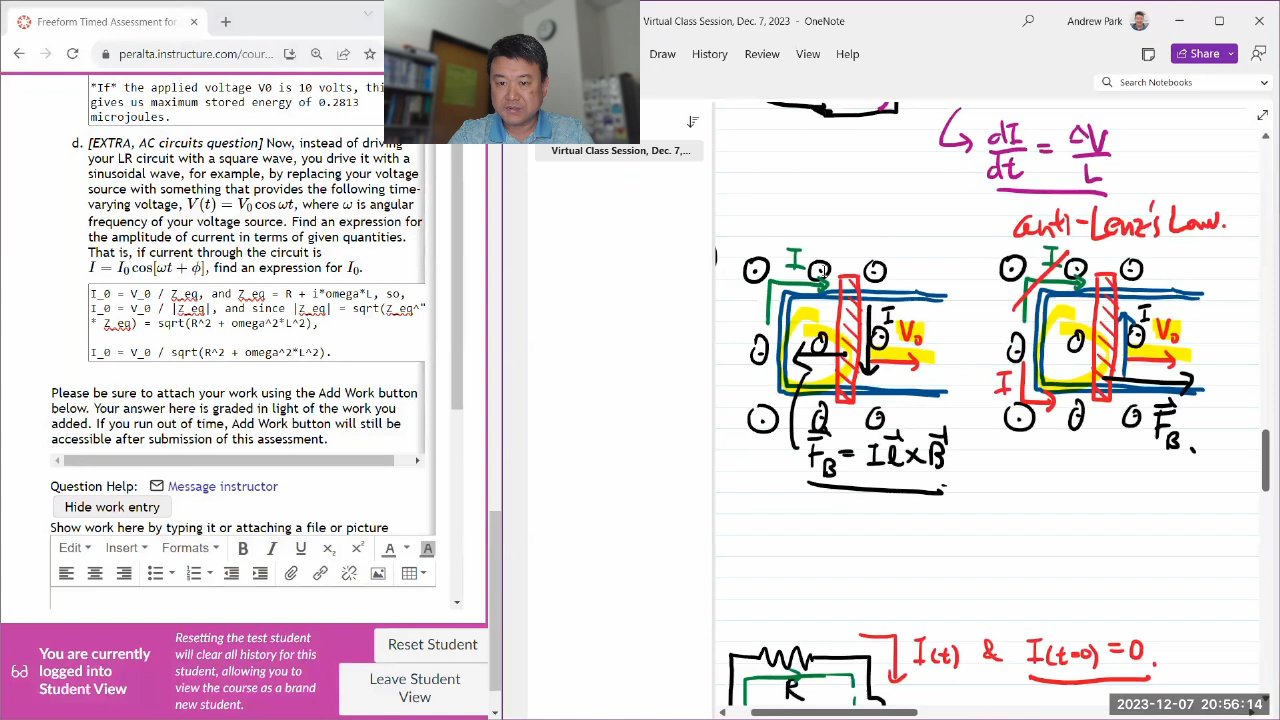 Freeform Timed Assessment for
peralta.instructure.com/cour...
*If* the applied voltage V0 is 10 volts, thi
gives us maximum stored energy of 0.2813
microjoules.
d. [EXTRA, AC circuits question] Now, instead of driving
your LR circuit with a square wave, you drive it with a
sinusoidal wave, for example, by replacing your voltage
source with something that provides the following time-
varying voltage, V(t) = V₀ cos ωt, where ω is angular
frequency of your voltage source. Find an expression for
the amplitude of current in terms of given quantities.
That is, if current through the circuit is
I = I₀ cos[ωt + ϕ], find an expression for I₀.
I_0 = V_0 / Z_eq, and Z_eq = R + i*omega*L, so,
I_0 = V_0 / |Z_eq|, and since |Z_eq| = sqrt(Z_eq^*
* Z_eq) = sqrt(R^2 + omega^2*L^2),
I_0 = V_0 / sqrt(R^2 + omega^2*L^2).
Please be sure to attach your work using the Add Work button
below. Your answer here is graded in light of the work you
added. If you run out of time, Add Work button will still be
accessible after submission of this assessment.
Question Help: Message instructor
Hide work entry
Show work here by typing it or attaching a file or picture
Edit Insert Formats B I U x₂ x² A A
You are currently
logged into
Student View
Resetting the test student
will clear all history for this
student, allowing you to
view the course as a brand
new student.
Reset Student
Leave Student
View
Virtual Class Session, Dec. 7, 2023 - OneNote
Andrew Park
Draw History Review View Help
Share
Search Notebooks
Virtual Class Session, Dec. 7,...
dI/dt = ΔV/L
anti-Lenz's Law.
I I
I V₀ I V₀
I
F_B = I l × B
F_B.
I(t) & I(t=0) = 0.
R
2023-12-07 20:56:14